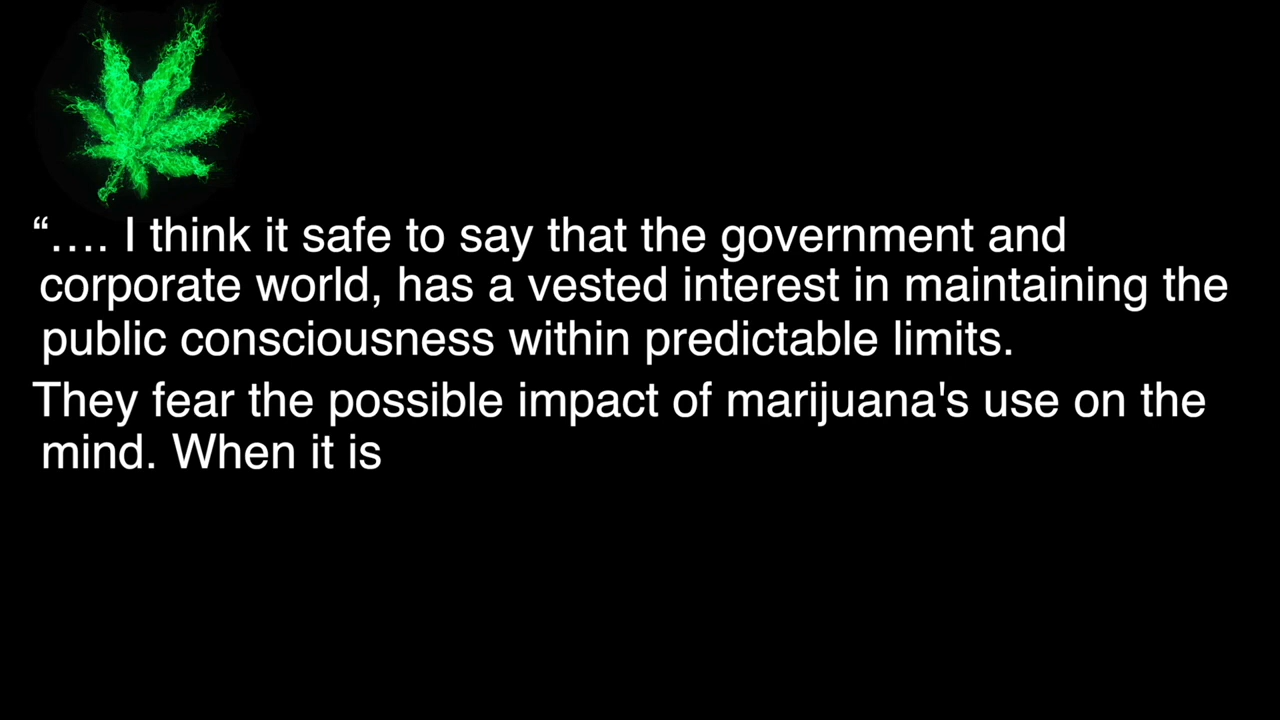 “.... I think it safe to say that the government and
corporate world, has a vested interest in maintaining the
public consciousness within predictable limits.
They fear the possible impact of marijuana's use on the
mind. When it is